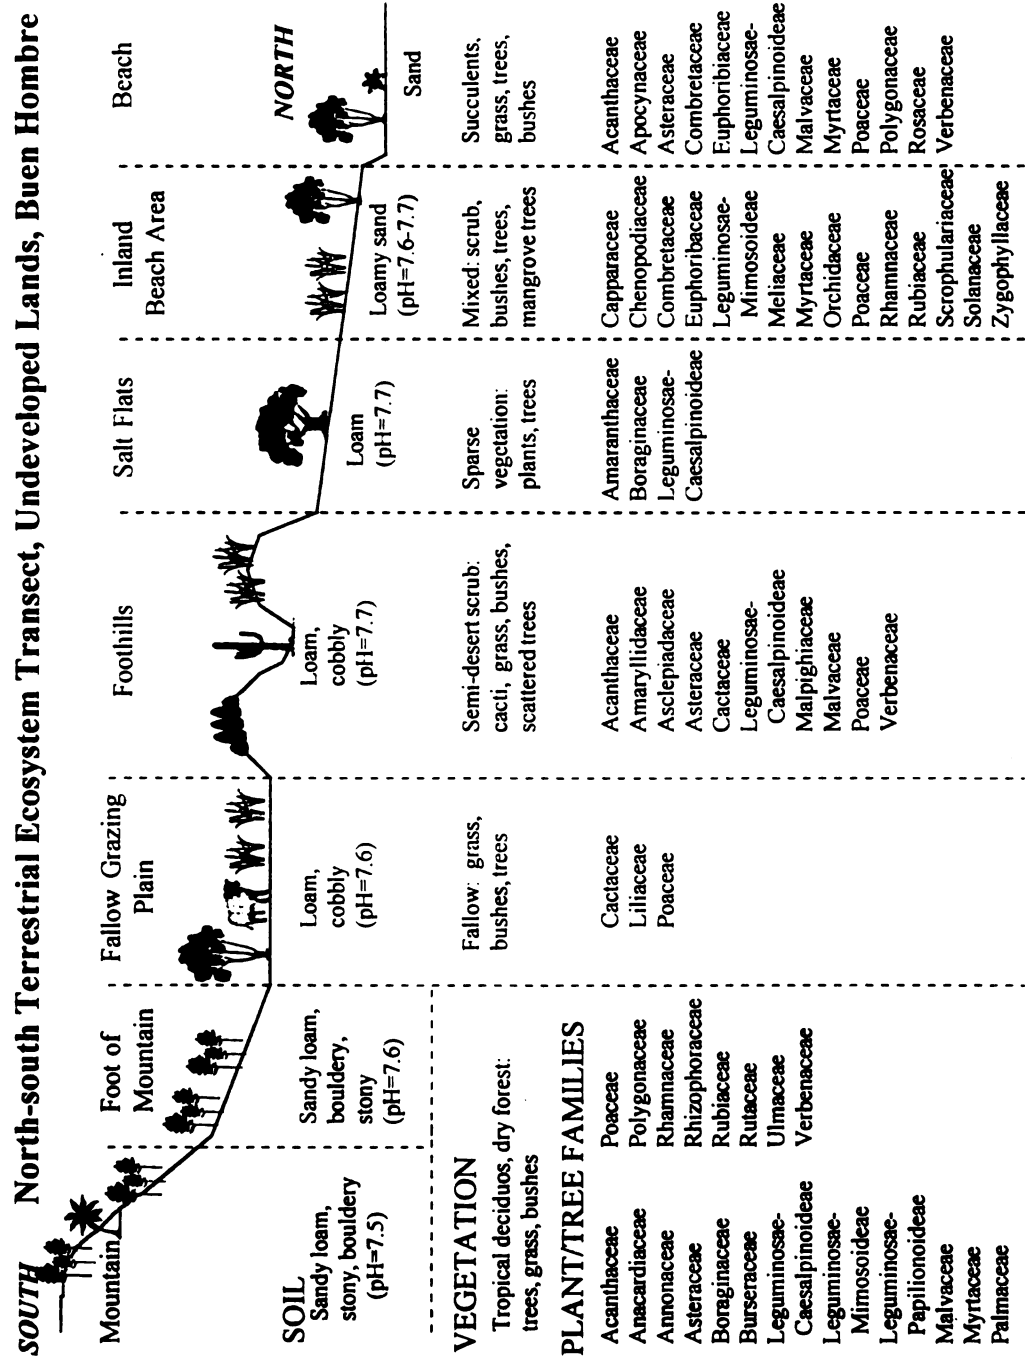 North-south Terrestrial Ecosystem Transect, Undeveloped Lands, Buen Hombre
SOUTH
NORTH
Mountain
Foot of
Mountain
Fallow Grazing
Plain
Foothills
Salt Flats
Inland
Beach Area
Beach
SOIL
Sandy loam,
stony, bouldery
(pH=7.5)
Sandy loam,
bouldery,
stony
(pH=7.6)
Loam,
cobbly
(pH=7.6)
Loam,
cobbly
(pH=7.7)
Loam
(pH=7.7)
Loamy sand
(pH=7.6-7.7)
Sand
VEGETATION
Tropical deciduos, dry forest:
trees, grass, bushes
Fallow: grass,
bushes, trees
Semi-desert scrub:
cacti, grass, bushes,
scattered trees
Sparse
vegctation:
plants, trees
Mixed: scrub,
bushes, trees,
mangrove trees
Succulents,
grass, trees,
bushes
PLANT/TREE FAMILIES
Acanthaceae
Anacardiaceae
Annonaceae
Asteraceae
Boraginaceae
Burseraceae
Leguminosae-
Caesalpinoideae
Leguminosae-
Mimosoideae
Leguminosae-
Papilionoideae
Malvaceae
Myrtaceae
Palmaceae
Poaceae
Polygonaceae
Rhamnaceae
Rhizophoraceae
Rubiaceae
Rutaceae
Ulmaceae
Verbenaceae
Cactaceae
Liliaceae
Poaceae
Acanthaceae
Amaryllidaceae
Asclepiadaceae
Asteraceae
Cactaceae
Leguminosae-
Caesalpinoideae
Malpighiaceae
Malvaceae
Poaceae
Verbenaceae
Amaranthaceae
Boraginaceae
Leguminosae-
Caesalpinoideae
Capparaceae
Chenopodiaceae
Combretaceae
Euphoribaceae
Leguminosae-
Mimosoideae
Meliaceae
Myrtaceae
Orchidaceae
Poaceae
Rhamnaceae
Rubiaceae
Scrophulariaceae
Solanaceae
Zygophyllaceae
Acanthaceae
Apocynaceae
Asteraceae
Combretaceae
Euphoribiaceae
Leguminosae-
Caesalpinoideae
Malvaceae
Myrtaceae
Poaceae
Polygonaceae
Rosaceae
Verbenaceae